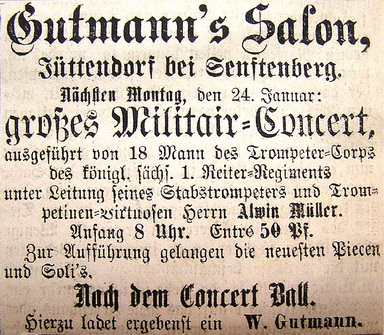 Gutmann's Salon,
Jüttendorf bei Senftenberg.
Nächsten Montag, den 24. Januar:
großes Militair-Concert,
ausgeführt von 18 Mann des Trompeter-Corps
des königl. sächs. 1. Reiter-Regiments
unter Leitung seines Stabstrompeters und Trom-
petinen-Virtuosen Herrn Alwin Müller.
Anfang 8 Uhr. Entré 50 Pf.
Zur Aufführung gelangen die neuesten Piecen
und Soli's.
Nach dem Concert Ball.
Hierzu ladet ergebenst ein W. Gutmann.